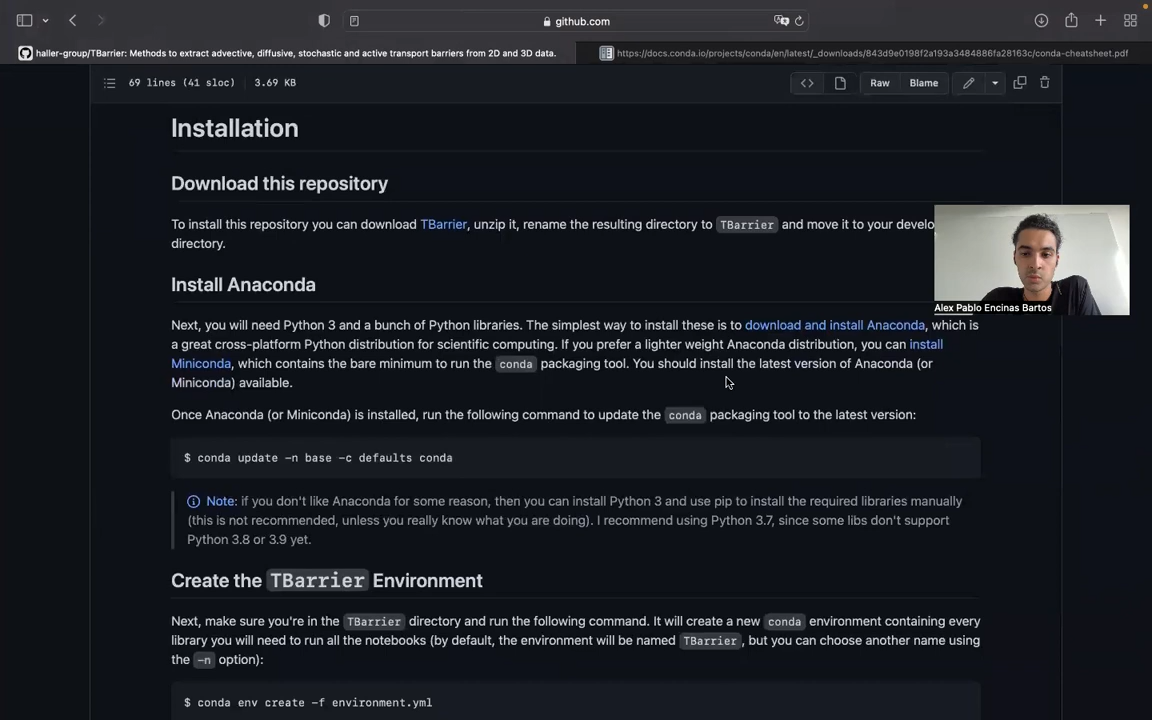 github.com
haller-group/TBarrier: Methods to extract advective, diffusive, stochastic and active transport barriers from 2D and 3D data.
https://docs.conda.io/projects/conda/en/latest/_downloads/843d9e0198f2a193a3484886fa28163c/conda-cheatsheet.pdf
69 lines (41 sloc) 3.69 KB
Raw
Blame
Installation
Download this repository
To install this repository you can download TBarrier, unzip it, rename the resulting directory to TBarrier and move it to your develo
directory.
Alex Pablo Encinas Bartos
Install Anaconda
Next, you will need Python 3 and a bunch of Python libraries. The simplest way to install these is to download and install Anaconda, which is
a great cross-platform Python distribution for scientific computing. If you prefer a lighter weight Anaconda distribution, you can install
Miniconda, which contains the bare minimum to run the conda packaging tool. You should install the latest version of Anaconda (or
Miniconda) available.
Once Anaconda (or Miniconda) is installed, run the following command to update the conda packaging tool to the latest version:
$ conda update -n base -c defaults conda
Note: if you don't like Anaconda for some reason, then you can install Python 3 and use pip to install the required libraries manually
(this is not recommended, unless you really know what you are doing). I recommend using Python 3.7, since some libs don't support
Python 3.8 or 3.9 yet.
Create the TBarrier Environment
Next, make sure you're in the TBarrier directory and run the following command. It will create a new conda environment containing every
library you will need to run all the notebooks (by default, the environment will be named TBarrier, but you can choose another name using
the -n option):
$ conda env create -f environment.yml